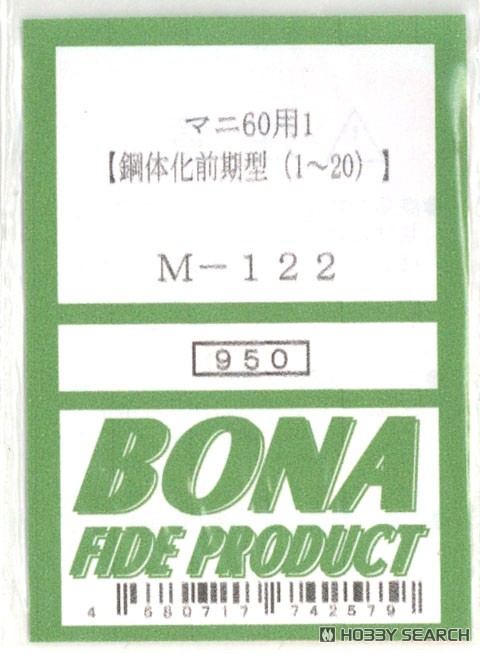 マニ60用1
【鋼体化前期型（1～20）】
M－122
950
BONA
FIDE PRODUCT
4 580717 742579
HOBBY SEARCH